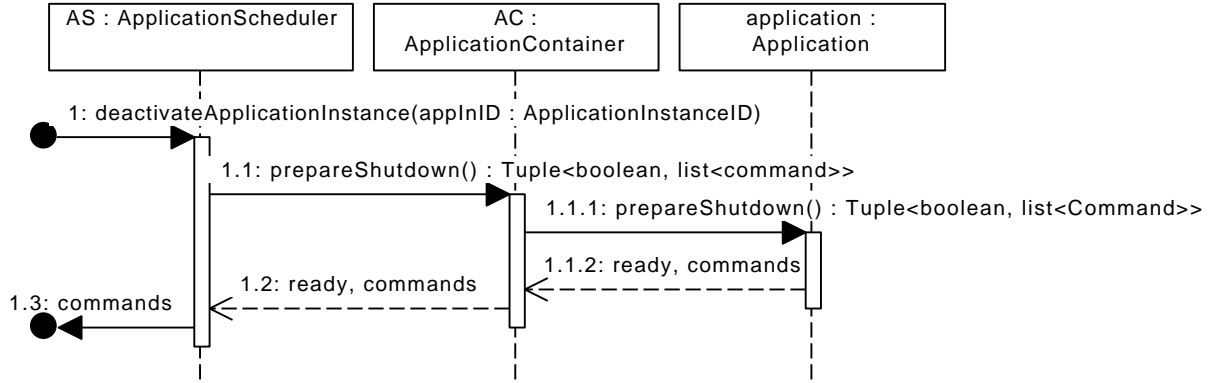 AS : ApplicationScheduler
AC :
ApplicationContainer
application :
Application
1: deactivateApplicationInstance(appInID : ApplicationInstanceID)
1.1: prepareShutdown() : Tuple<boolean, list<command>>
1.1.1: prepareShutdown() : Tuple<boolean, list<Command>>
1.1.2: ready, commands
1.2: ready, commands
1.3: commands